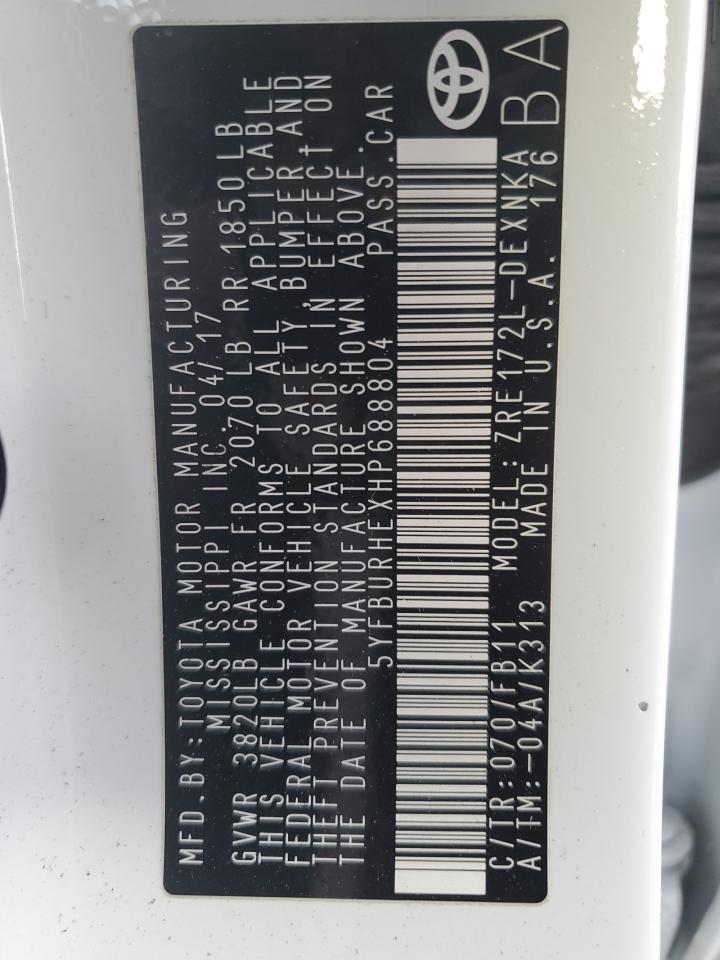 MFD.BY:TOYOTA MOTOR MANUFACTURING
MISSISSIPPI INC. 04/17
GVWR 3820LB GAWR FR 2070LB RR 1850LB
THIS VEHICLE CONFORMS TO ALL APPLICABLE
FEDERAL MOTOR VEHICLE SAFETY, BUMPER, AND
THEFT PREVENTION STANDARDS IN EFFECT ON
THE DATE OF MANUFACTURE SHOWN ABOVE.
5YFBURHEXHP688804 PASS.CAR
C/TR:070/FB11 MODEL:ZRE172L-DEXNKA
A/TM:-04A/K313 MADE IN U.S.A. 176
BA